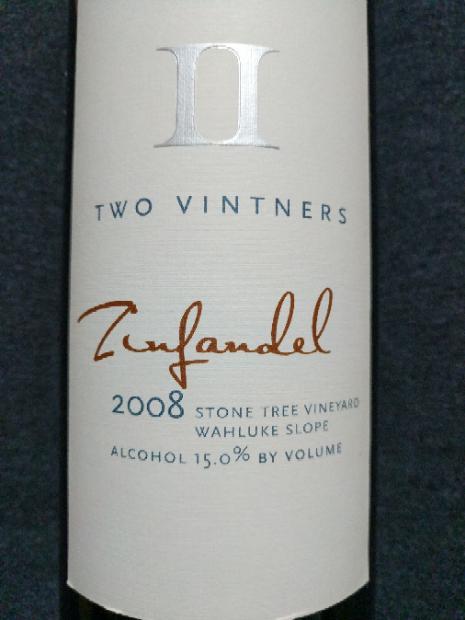 II
TWO VINTNERS
Zinfandel
2008 STONE TREE VINEYARD
WAHLUKE SLOPE
ALCOHOL 15.0% BY VOLUME